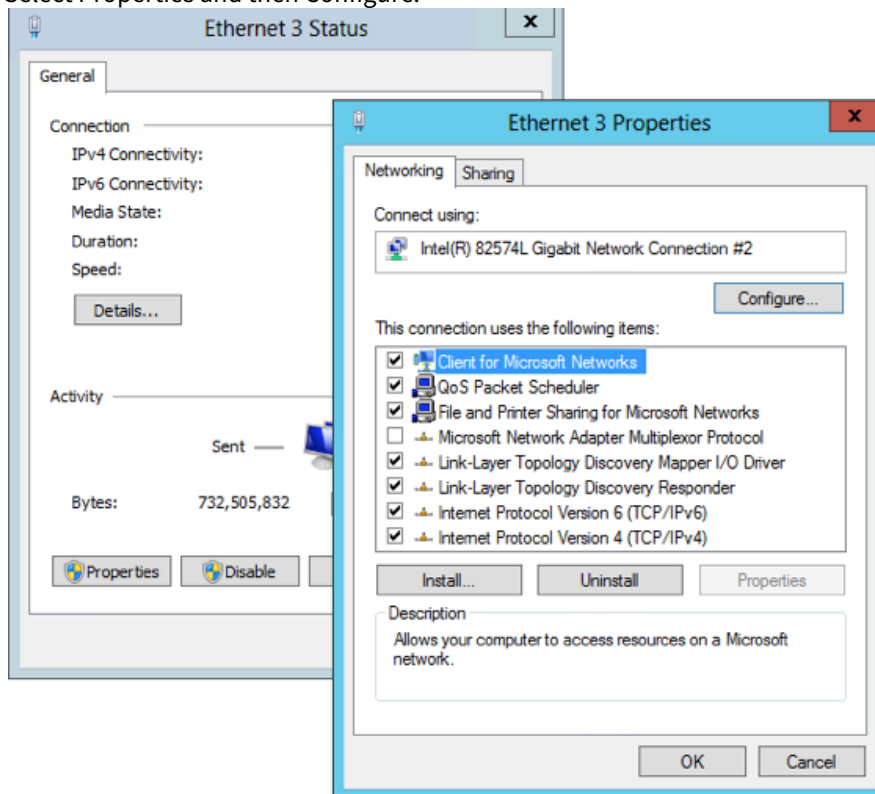 Select Properties and then Configure.
Ethernet 3 Status
x
General
Connection
IPv4 Connectivity:
IPv6 Connectivity:
Media State:
Duration:
Speed:
Details...
Activity
Sent
Bytes: 732,505,832
Properties
Disable
Ethernet 3 Properties
x
Networking
Sharing
Connect using:
Intel(R) 82574L Gigabit Network Connection #2
Configure...
This connection uses the following items:
Client for Microsoft Networks
QoS Packet Scheduler
File and Printer Sharing for Microsoft Networks
Microsoft Network Adapter Multiplexor Protocol
Link-Layer Topology Discovery Mapper I/O Driver
Link-Layer Topology Discovery Responder
Internet Protocol Version 6 (TCP/IPv6)
Internet Protocol Version 4 (TCP/IPv4)
Install...
Uninstall
Properties
Description
Allows your computer to access resources on a Microsoft
network.
OK
Cancel